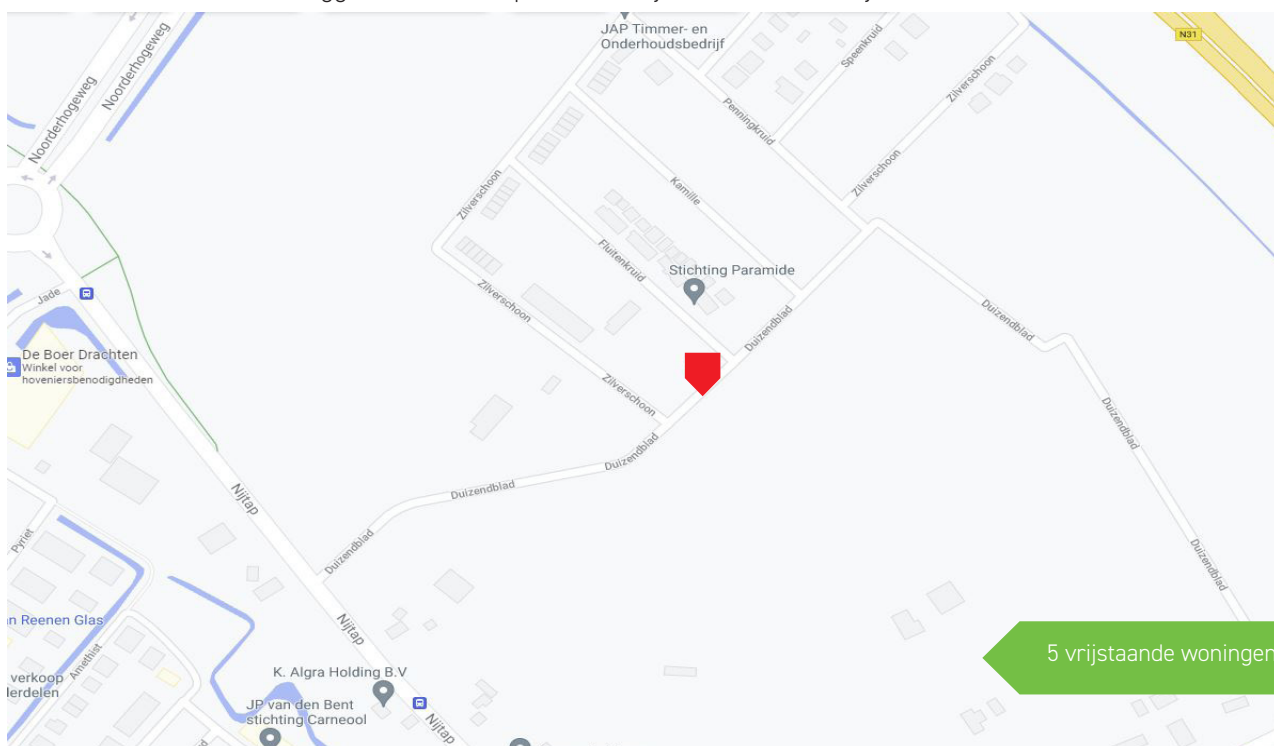 JAP Timmer- en
Onderhoudsbedrijf
N31
Noorderhogeweg
Noorderhogeweg
Speenkruid
Zilverschoon
Penningkruid
Zilverschoon
Kamille
Zilverschoon
Fluitenkruid
Stichting Paramide
Zilverschoon
Duizendblad
Duizendblad
Jade
De Boer Drachten
Winkel voor
hoveniersbenodigdheden
Zilverschoon
Duizendblad
Duizendblad
Duizendblad
Nijtap
Duizendblad
Duizendblad
Pyriet
n Reenen Glas
Nijtap
5 vrijstaande woningen
Amethist
verkoop
lerdelen
K. Algra Holding B.V
JP van den Bent
stichting Carneool
Nijtap